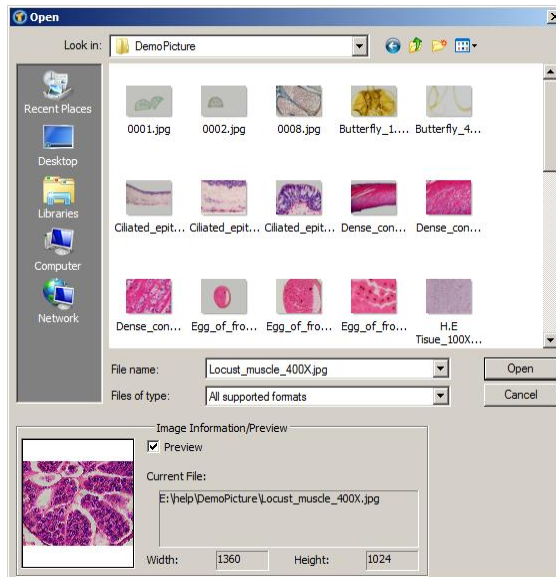 Open
Look in:
DemoPicture
Recent Places
Desktop
Libraries
Computer
Network
0001.jpg
0002.jpg
0008.jpg
Butterfly_1....
Butterfly_4...
Ciliated_epit...
Ciliated_epit...
Ciliated_epit...
Dense_con...
Dense_con...
Dense_con...
Egg_of_fro...
Egg_of_fro...
Egg_of_fro...
H.E
Tisue_100X...
File name:
Locust_muscle_400X.jpg
Open
Files of type:
All supported formats
Cancel
Image Information/Preview
Preview
Current File:
E:\help\DemoPicture\Locust_muscle_400X.jpg
Width:
1360
Height:
1024